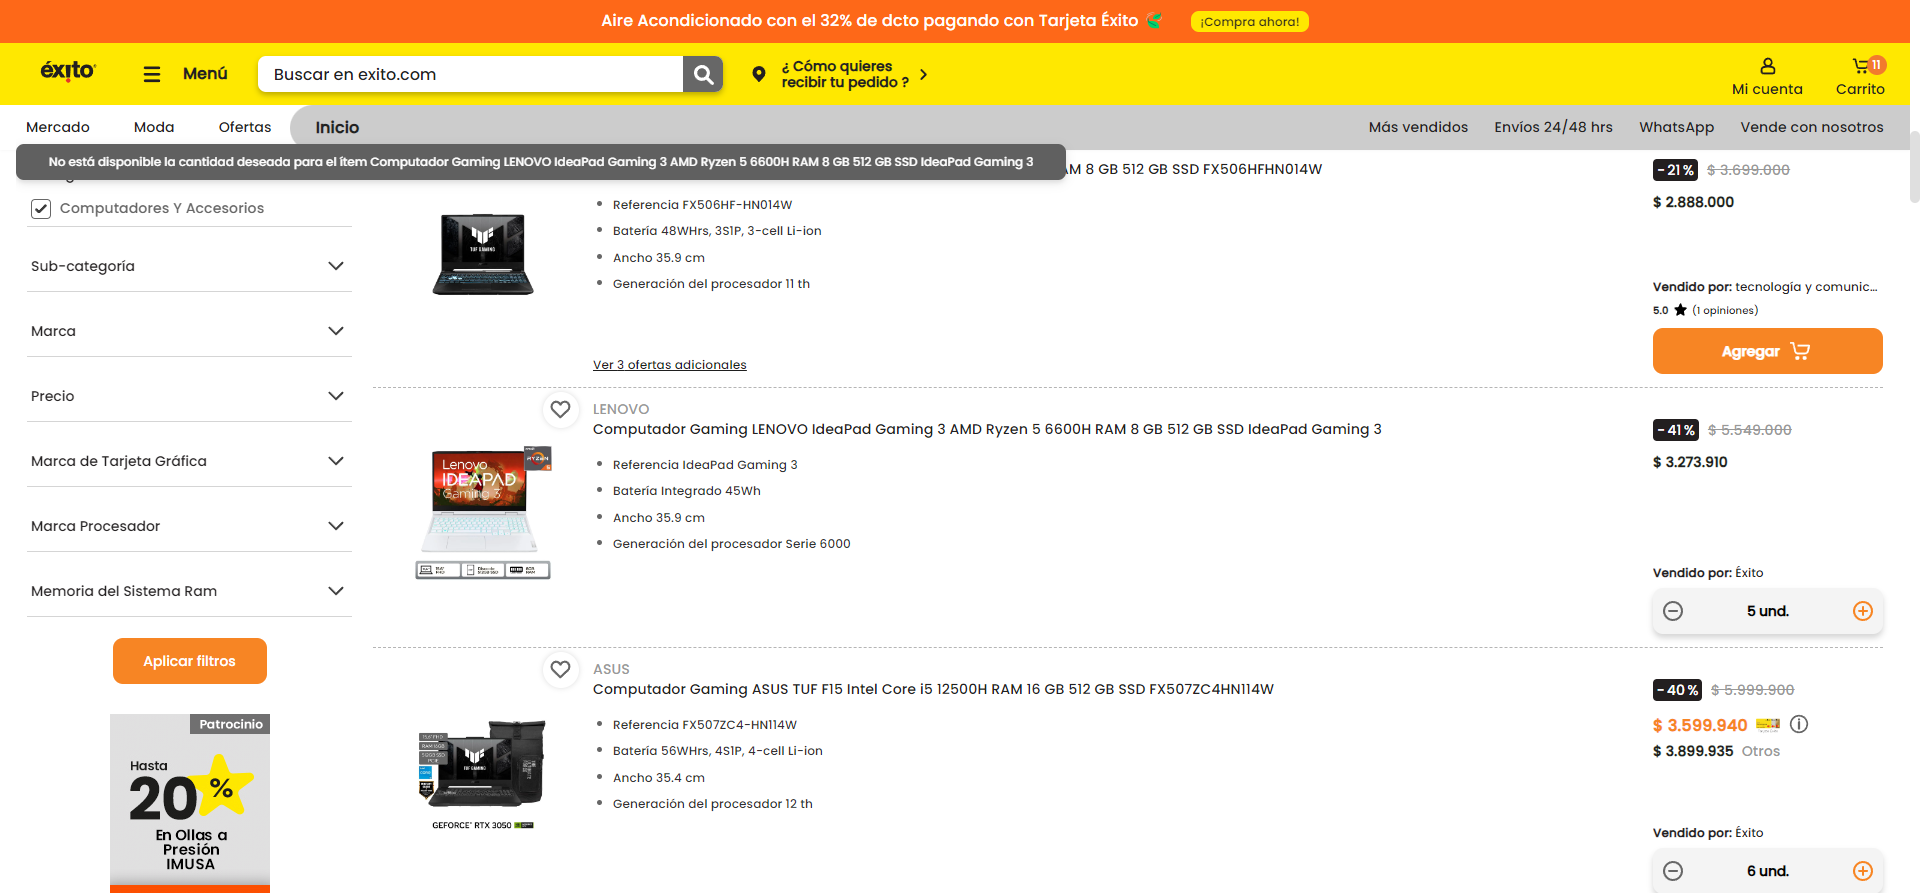 Aire Acondicionado con el 32% de dcto pagando con Tarjeta Éxito
¡Compra ahora!
éxito
Menú
Buscar en exito.com
¿ Cómo quieres
recibir tu pedido ?
Mi cuenta
11
Carrito
Mercado
Moda
Ofertas
Inicio
Más vendidos
Envíos 24/48 hrs
WhatsApp
Vende con nosotros
No está disponible la cantidad deseada para el ítem Computador Gaming LENOVO IdeaPad Gaming 3 AMD Ryzen 5 6600H RAM 8 GB 512 GB SSD IdeaPad Gaming 3
Computadores Y Accesorios
Sub-categoría
Marca
Precio
Marca de Tarjeta Gráfica
Marca Procesador
Memoria del Sistema Ram
Aplicar filtros
Patrocinio
Hasta
20%
En Ollas a
Presión
IMUSA
8 GB 512 GB SSD FX506HFHN014W
Referencia FX506HF-HN014W
Batería 48WHrs, 3S1P, 3-cell Li-ion
Ancho 35.9 cm
Generación del procesador 11 th
Ver 3 ofertas adicionales
TUF GAMING
-21% $ 3.699.000
$ 2.888.000
Vendido por: tecnología y comunic...
5.0 (1 opiniones)
Agregar
LENOVO
Computador Gaming LENOVO IdeaPad Gaming 3 AMD Ryzen 5 6600H RAM 8 GB 512 GB SSD IdeaPad Gaming 3
Referencia IdeaPad Gaming 3
Batería Integrado 45Wh
Ancho 35.9 cm
Generación del procesador Serie 6000
RYZEN
Lenovo
IDEAPAD
Gaming 3
-41% $ 5.549.000
$ 3.273.910
Vendido por: Éxito
5 und.
ASUS
Computador Gaming ASUS TUF F15 Intel Core i5 12500H RAM 16 GB 512 GB SSD FX507ZC4HN114W
Referencia FX507ZC4-HN114W
Batería 56WHrs, 4S1P, 4-cell Li-ion
Ancho 35.4 cm
Generación del procesador 12 th
TUF GAMING
GEFORCE RTX 3050
-40% $ 5.999.900
$ 3.599.940
$ 3.899.935 Otros
Vendido por: Éxito
6 und.